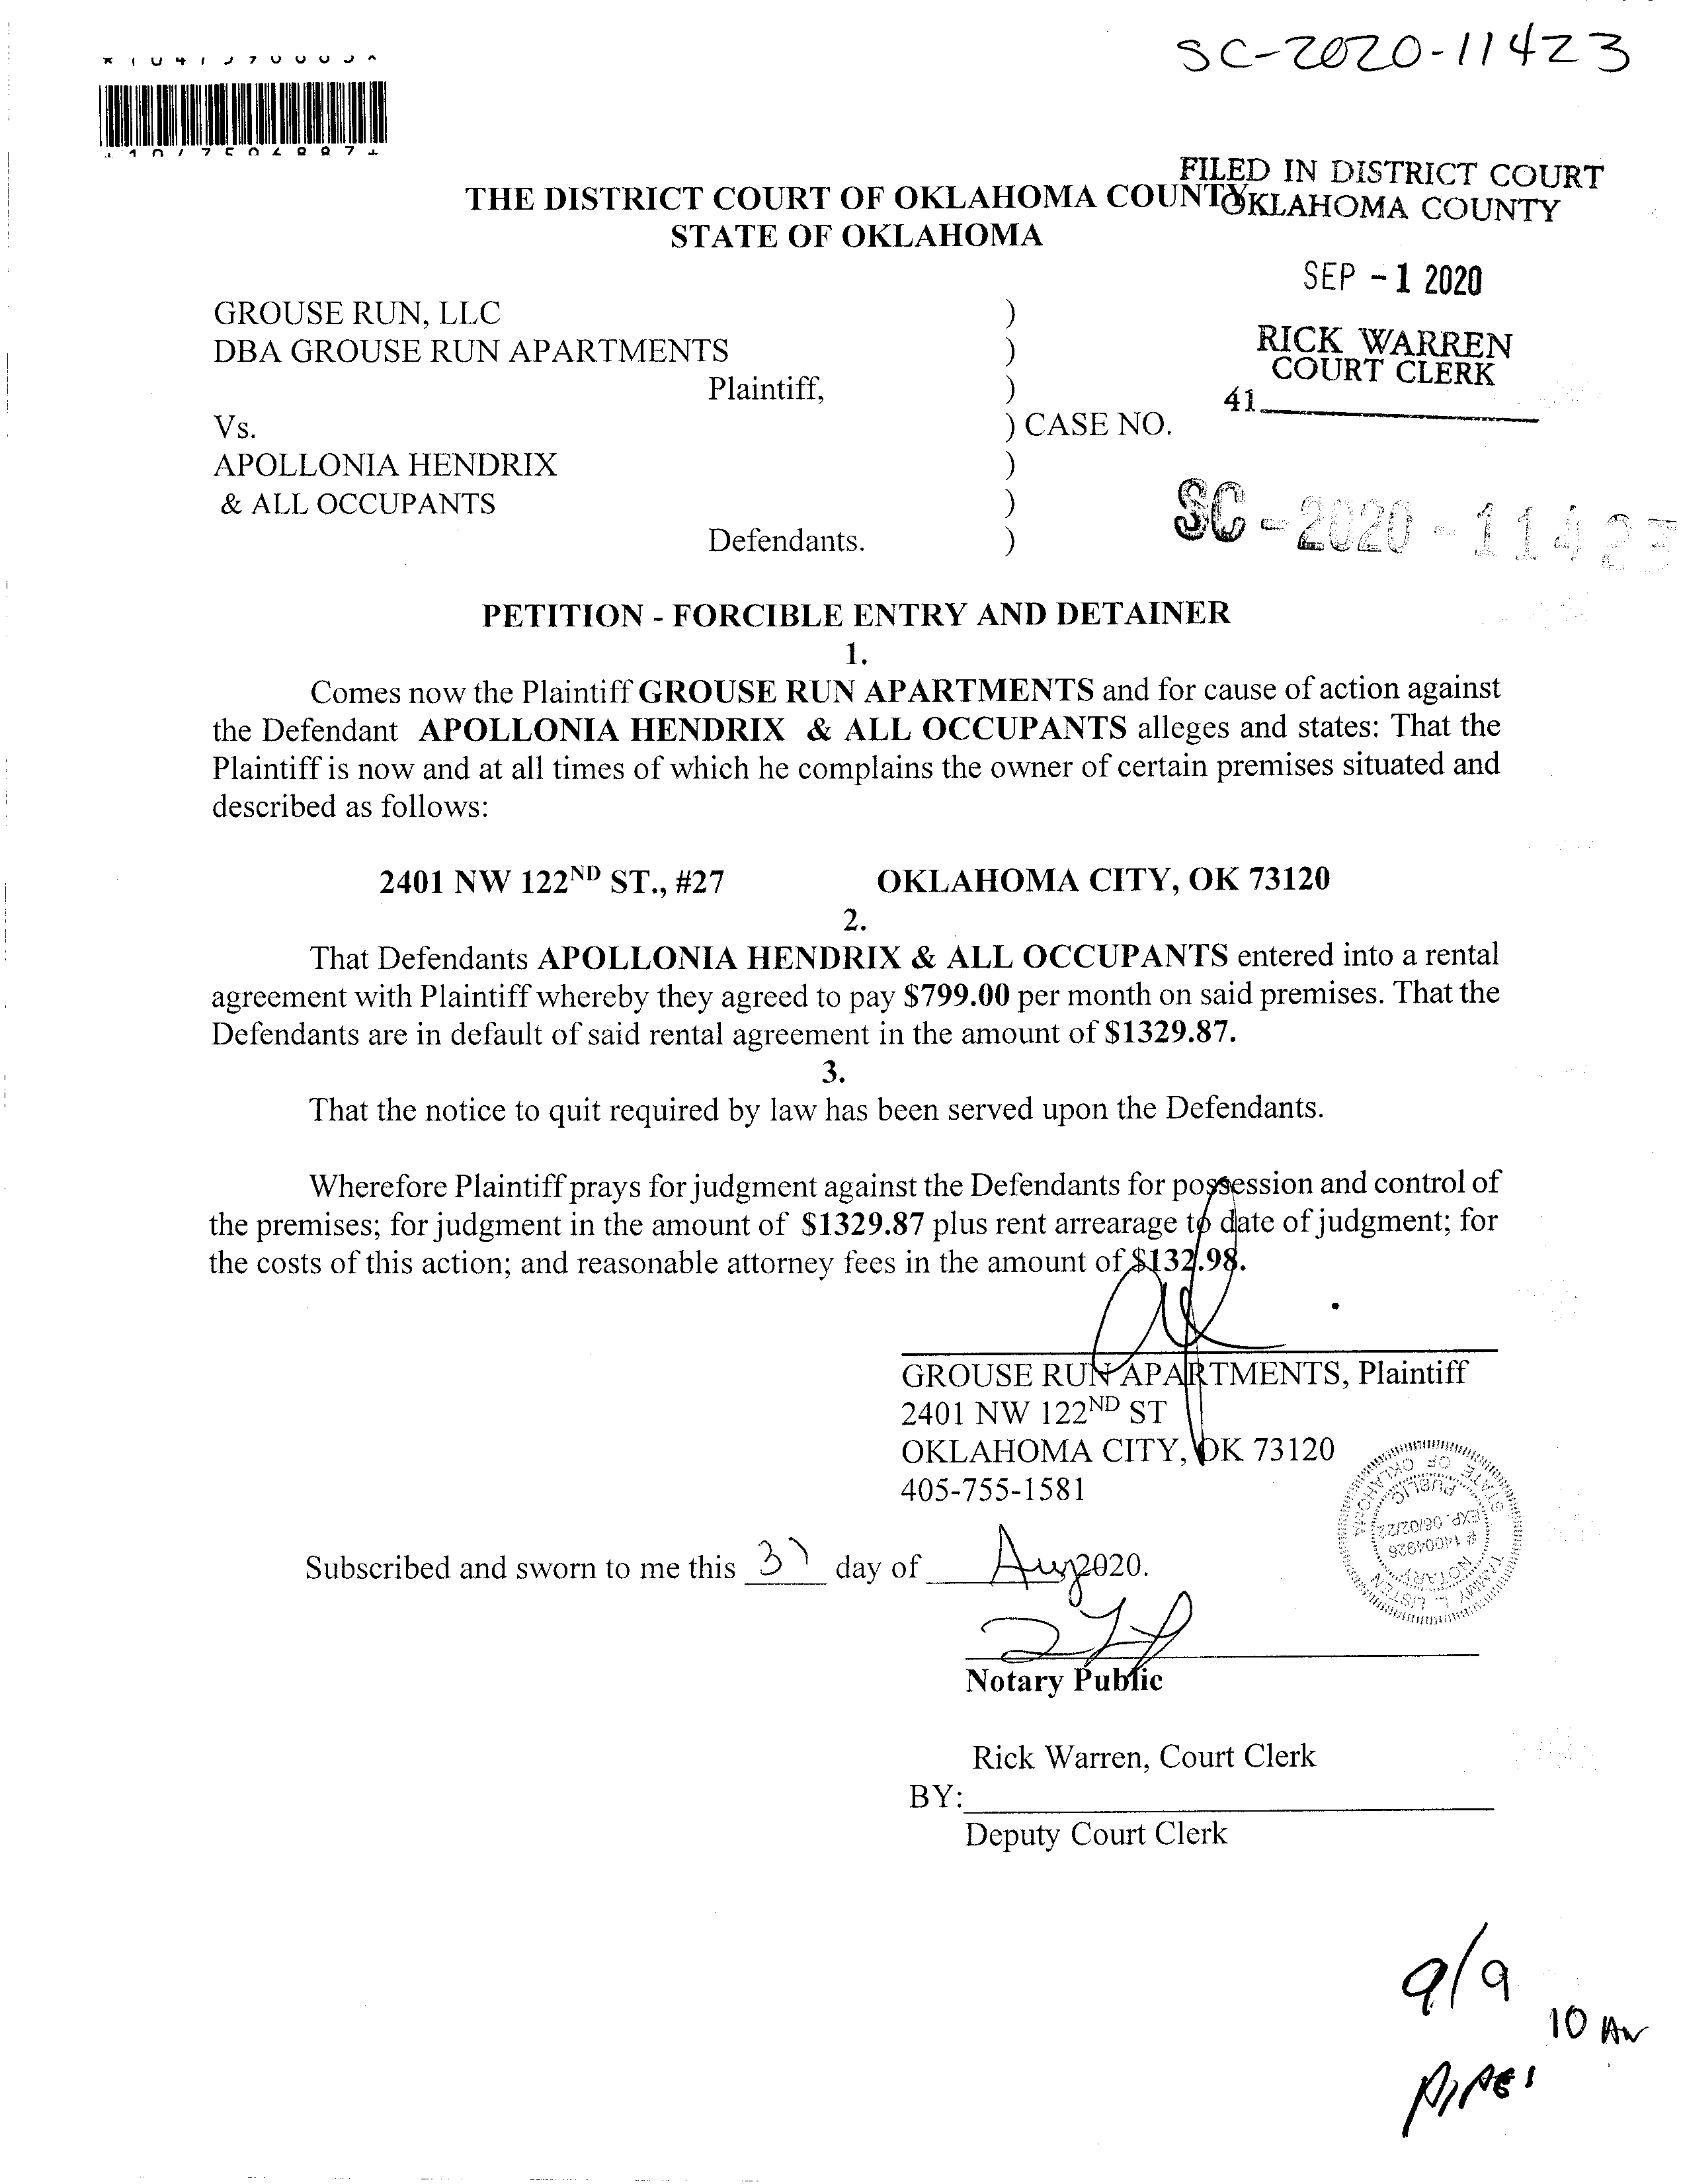 SC-2020-11423
FILED IN DISTRICT COURT
OKLAHOMA COUNTY
THE DISTRICT COURT OF OKLAHOMA COUNTY
STATE OF OKLAHOMA
SEP - 1 2020
RICK WARREN
COURT CLERK
41
GROUSE RUN, LLC )
DBA GROUSE RUN APARTMENTS )
Plaintiff, )
Vs. ) CASE NO.
APOLLONIA HENDRIX )
& ALL OCCUPANTS )
SC - 2020 - 11423
Defendants. )
PETITION - FORCIBLE ENTRY AND DETAINER
1.
Comes now the Plaintiff GROUSE RUN APARTMENTS and for cause of action against
the Defendant APOLLONIA HENDRIX & ALL OCCUPANTS alleges and states: That the
Plaintiff is now and at all times of which he complains the owner of certain premises situated and
described as follows:
2401 NW 122ND ST., #27 OKLAHOMA CITY, OK 73120
2.
That Defendants APOLLONIA HENDRIX & ALL OCCUPANTS entered into a rental
agreement with Plaintiff whereby they agreed to pay $799.00 per month on said premises. That the
Defendants are in default of said rental agreement in the amount of $1329.87.
3.
That the notice to quit required by law has been served upon the Defendants.
Wherefore Plaintiff prays for judgment against the Defendants for possession and control of
the premises; for judgment in the amount of $1329.87 plus rent arrearage to date of judgment; for
the costs of this action; and reasonable attorney fees in the amount of $132.98.
GROUSE RUN APARTMENTS, Plaintiff
2401 NW 122ND ST
OKLAHOMA CITY, OK 73120
405-755-1581
TAMMY L. LISTEN
NOTARY
# 14004926
EXP. 06/02/22
PUBLIC
STATE OF OKLAHOMA
Subscribed and sworn to me this 31 day of Aug 2020.
Notary Public
Rick Warren, Court Clerk
BY:
Deputy Court Clerk
9/9
10 AM